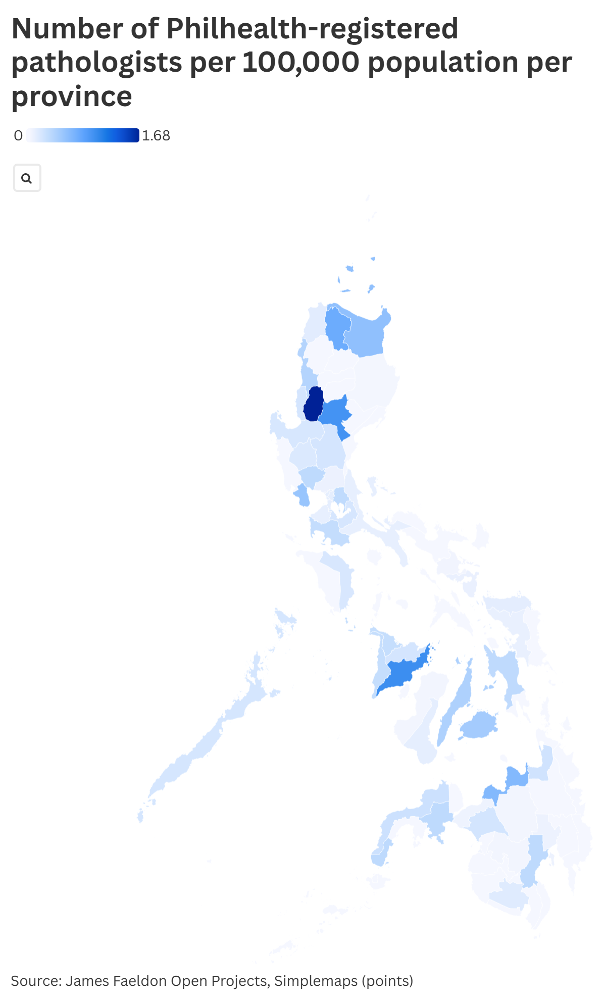 Number of Philhealth-registered
pathologists per 100,000 population per
province
0 1.68
Source: James Faeldon Open Projects, Simplemaps (points)